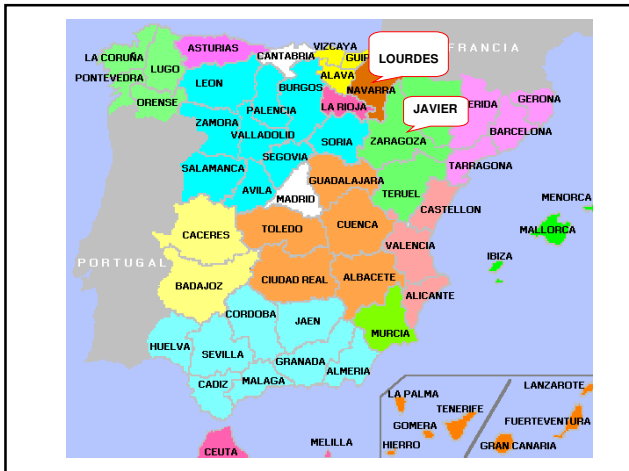 VIZCAYA
FRANCIA
ASTURIAS
CANTABRIA
GUIP
LOURDES
LA CORUÑA
LUGO
ALAVA
PONTEVEDRA
LEON
BURGOS
NAVARRA
ORENSE
PALENCIA
LA RIOJA
JAVIER
ERIDA
GERONA
ZAMORA
VALLADOLID
SORIA
ZARAGOZA
BARCELONA
SEGOVIA
TARRAGONA
SALAMANCA
AVILA
GUADALAJARA
MADRID
TERUEL
CASTELLON
MENORCA
CACERES
TOLEDO
CUENCA
MALLORCA
VALENCIA
PORTUGAL
IBIZA
BADAJOZ
CIUDAD REAL
ALBACETE
ALICANTE
CORDOBA
JAEN
MURCIA
HUELVA
SEVILLA
GRANADA
ALMERIA
CADIZ
MALAGA
LA PALMA
LANZAROTE
TENERIFE
GOMERA
FUERTEVENTURA
CEUTA
MELILLA
HIERRO
GRAN CANARIA